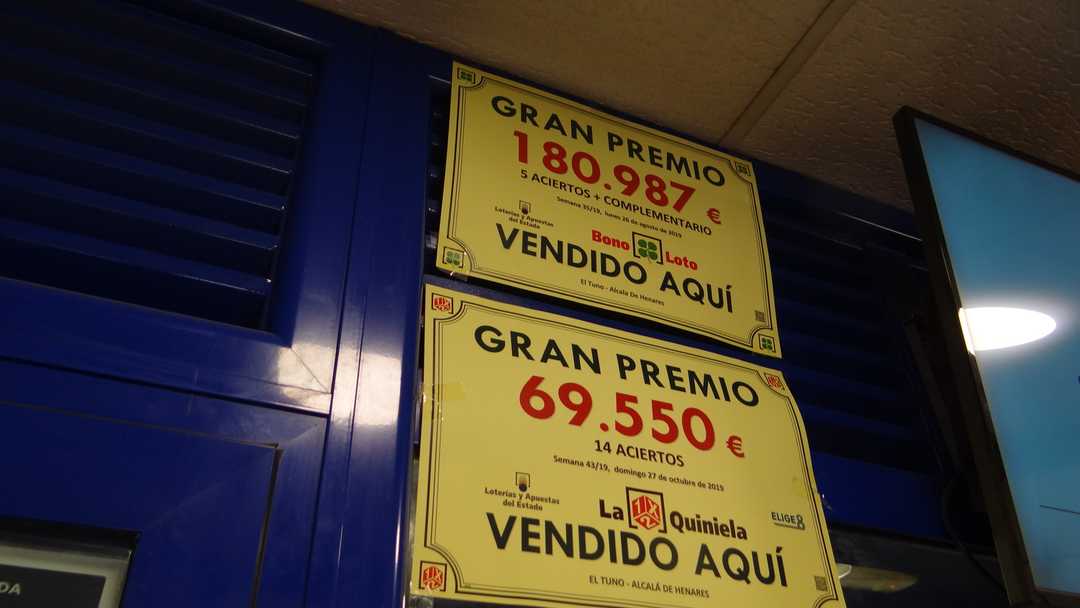 GRAN PREMIO
180.987 €
5 ACIERTOS + COMPLEMENTARIO
Semana 35/19, lunes 26 de agosto de 2019
Loterías y Apuestas
del Estado
Bono Loto
VENDIDO AQUÍ
El Tuno - Alcalá De Henares
GRAN PREMIO
69.550 €
14 ACIERTOS
Semana 43/19, domingo 27 de octubre de 2019
Loterías y Apuestas
del Estado
La 1X2 Quiniela
ELIGE8
VENDIDO AQUÍ
EL TUNO - ALCALÁ DE HENARES
DA